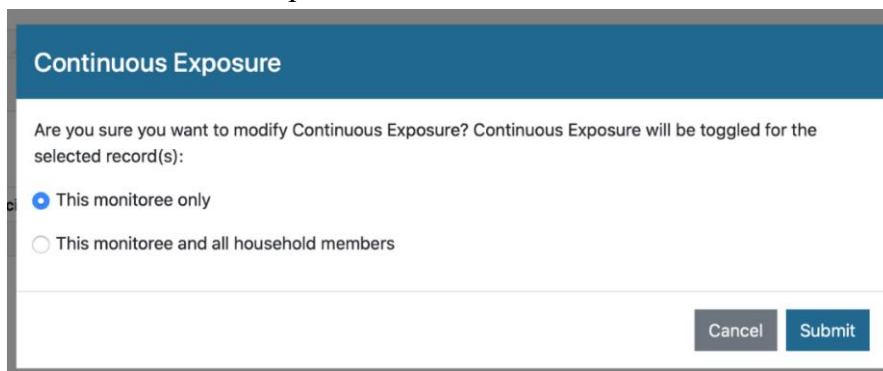 Continuous Exposure
Are you sure you want to modify Continuous Exposure? Continuous Exposure will be toggled for the
selected record(s):
This monitoree only
This monitoree and all household members
Cancel Submit